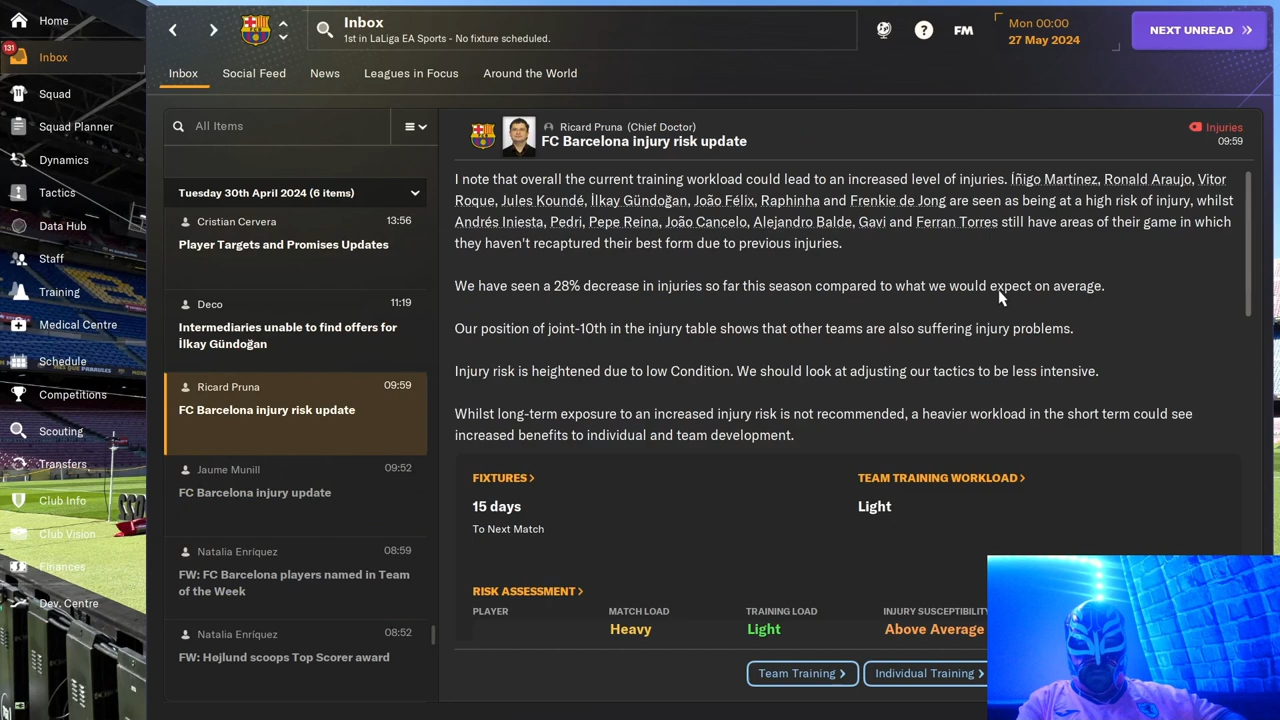 Home
131
Inbox
Squad
Squad Planner
Dynamics
Tactics
Data Hub
Staff
Training
Medical Centre
Schedule
Competitions
Scouting
Transfers
Club Info
Club Vision
Finances
Dev. Centre
Inbox
1st in LaLiga EA Sports - No fixture scheduled.
?
FM
Mon 00:00
27 May 2024
NEXT UNREAD
Inbox
Social Feed
News
Leagues in Focus
Around the World
All Items
Tuesday 30th April 2024 (6 items)
Cristian Cervera
13:56
Player Targets and Promises Updates
Deco
11:19
Intermediaries unable to find offers for
İlkay Gündoğan
Ricard Pruna
09:59
FC Barcelona injury risk update
Jaume Munill
09:52
FC Barcelona injury update
Natalia Enríquez
08:59
FW: FC Barcelona players named in Team
of the Week
Natalia Enríquez
08:52
FW: Højlund scoops Top Scorer award
Ricard Pruna (Chief Doctor)
FC Barcelona injury risk update
Injuries
09:59
I note that overall the current training workload could lead to an increased level of injuries. Íñigo Martínez, Ronald Araujo, Vitor
Roque, Jules Koundé, İlkay Gündoğan, João Félix, Raphinha and Frenkie de Jong are seen as being at a high risk of injury, whilst
Andrés Iniesta, Pedri, Pepe Reina, João Cancelo, Alejandro Balde, Gavi and Ferran Torres still have areas of their game in which
they haven't recaptured their best form due to previous injuries.
We have seen a 28% decrease in injuries so far this season compared to what we would expect on average.
Our position of joint-10th in the injury table shows that other teams are also suffering injury problems.
Injury risk is heightened due to low Condition. We should look at adjusting our tactics to be less intensive.
Whilst long-term exposure to an increased injury risk is not recommended, a heavier workload in the short term could see
increased benefits to individual and team development.
FIXTURES
TEAM TRAINING WORKLOAD
15 days
Light
To Next Match
RISK ASSESSMENT
PLAYER
MATCH LOAD
TRAINING LOAD
INJURY SUSCEPTIBILITY
Heavy
Light
Above Average
Team Training
Individual Training